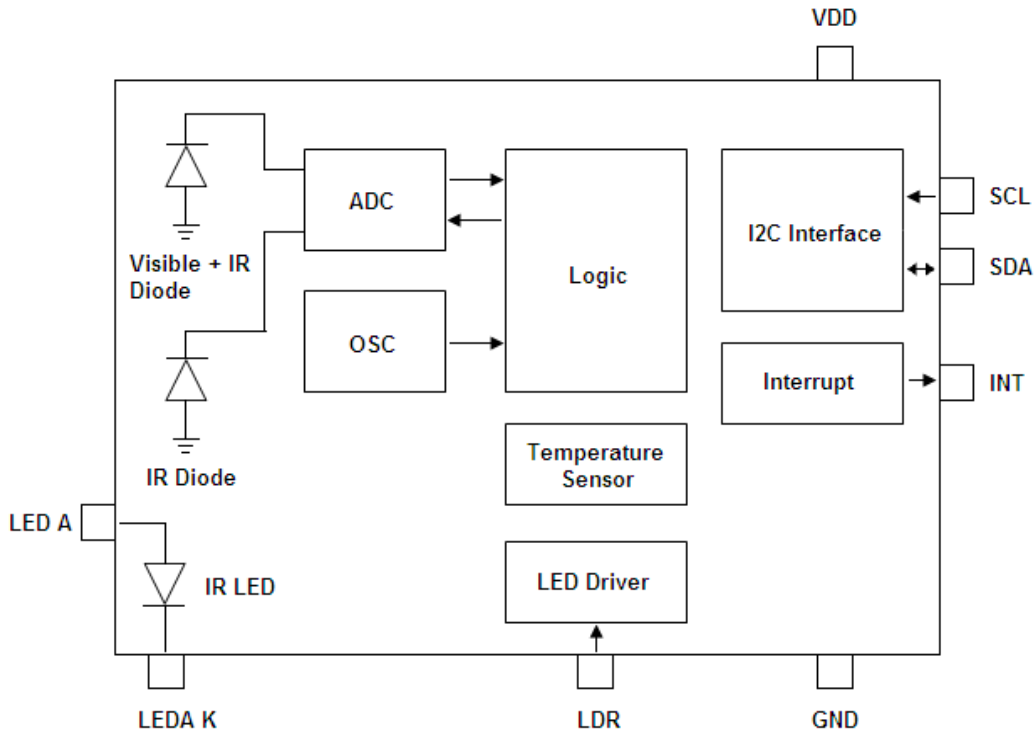 VDD
ADC
Logic
I2C Interface
SCL
SDA
Visible + IR
Diode
OSC
Interrupt
INT
IR Diode
Temperature
Sensor
LED A
IR LED
LED Driver
LEDA K
LDR
GND